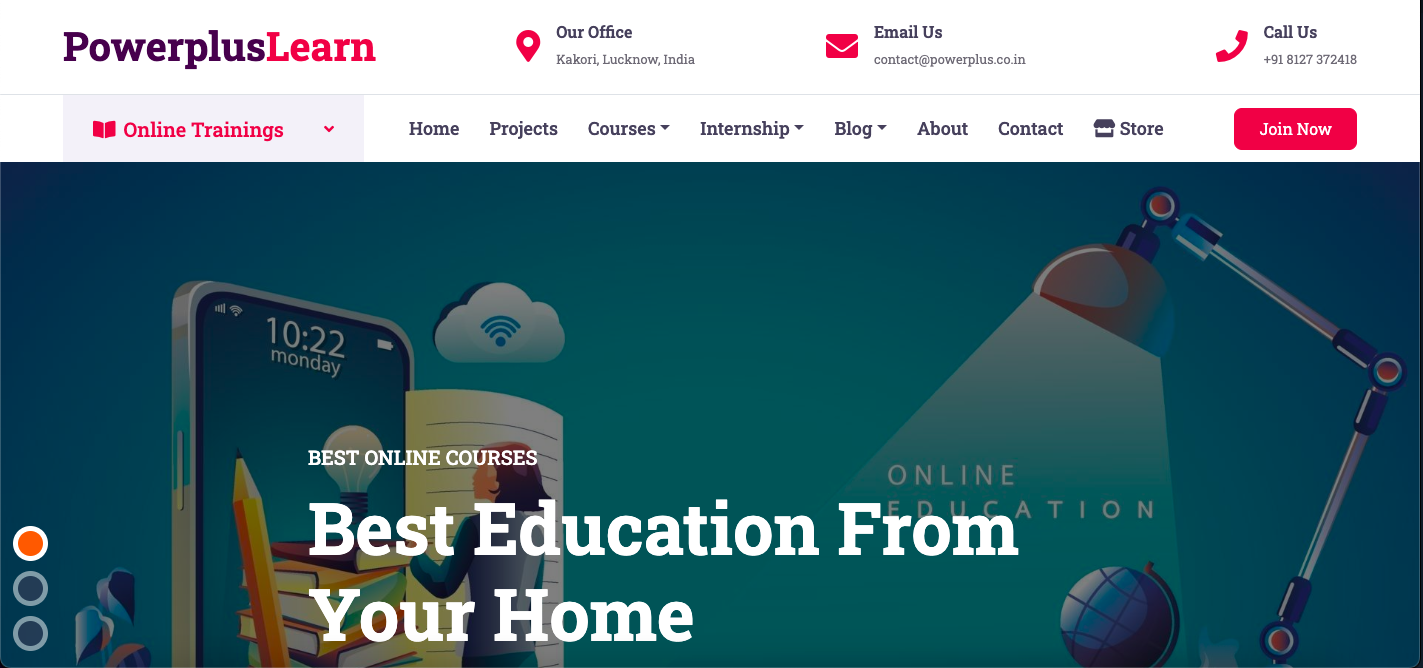 PowerplusLearn
Our Office
Kakori, Lucknow, India
Email Us
contact@powerplus.co.in
Call Us
+91 8127 372418
Online Trainings
Home Projects Courses Internship Blog About Contact Store
Join Now
10:22
monday
BEST ONLINE COURSES
ONLINE
EDUCATION
Best Education From
Your Home